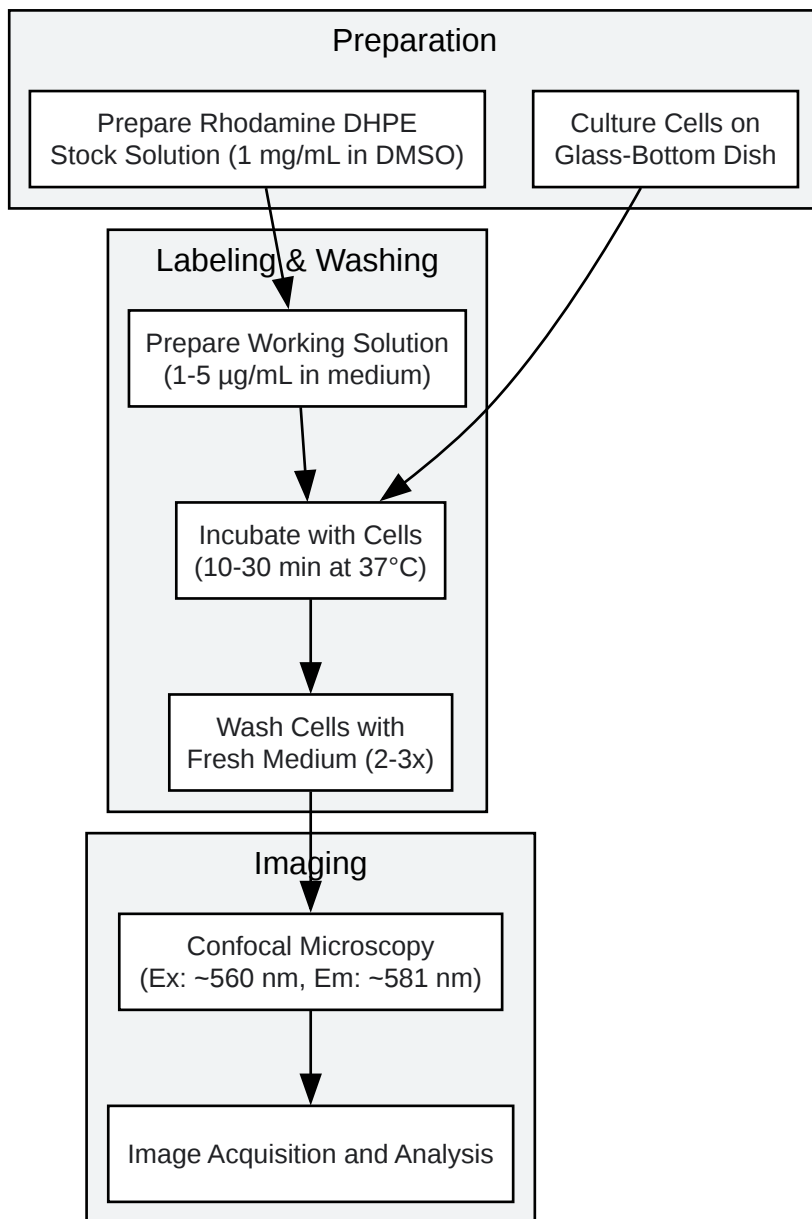 Preparation
Prepare Rhodamine DHPE
Stock Solution (1 mg/mL in DMSO)
Culture Cells on
Glass-Bottom Dish
Labeling & Washing
Prepare Working Solution
(1-5 µg/mL in medium)
Incubate with Cells
(10-30 min at 37°C)
Wash Cells with
Fresh Medium (2-3x)
Imaging
Confocal Microscopy
(Ex: ~560 nm, Em: ~581 nm)
Image Acquisition and Analysis